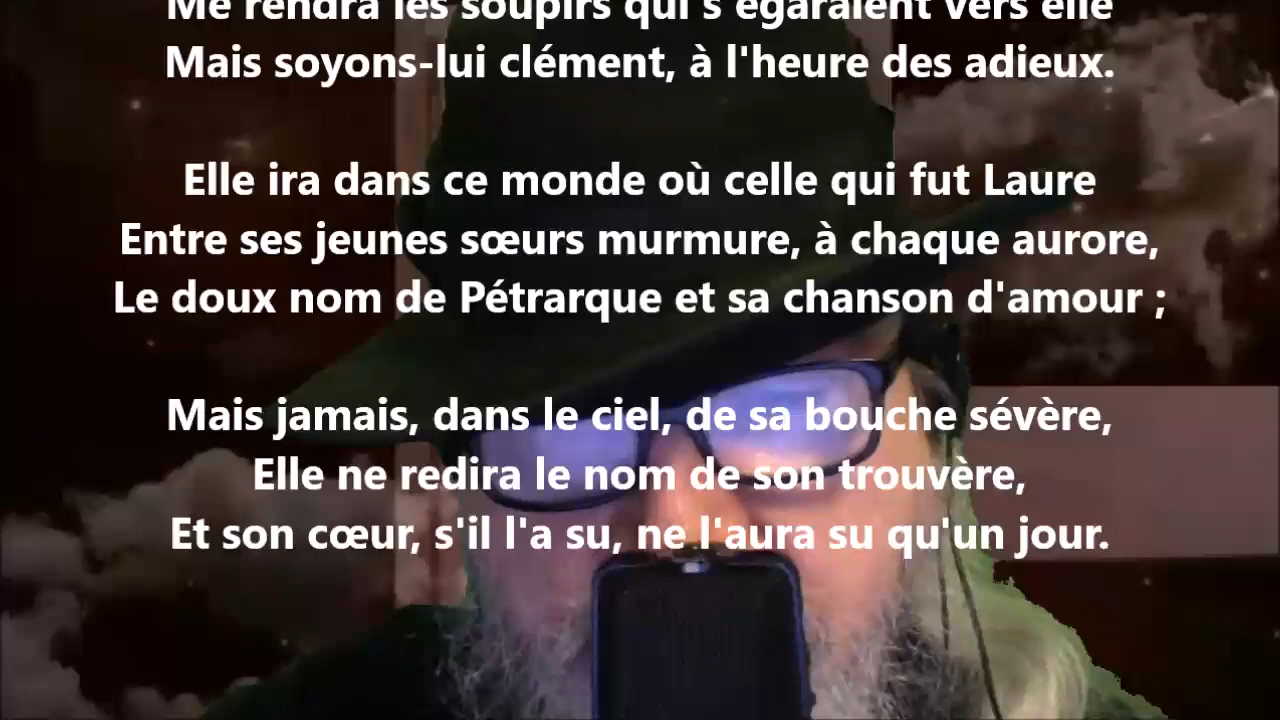 Me rendra les soupirs qui s'égaraient vers elle
Mais soyons-lui clément, à l'heure des adieux.
Elle ira dans ce monde où celle qui fut Laure
Entre ses jeunes sœurs murmure, à chaque aurore,
Le doux nom de Pétrarque et sa chanson d'amour ;
Mais jamais, dans le ciel, de sa bouche sévère,
Elle ne redira le nom de son trouvère,
Et son cœur, s'il l'a su, ne l'aura su qu'un jour.